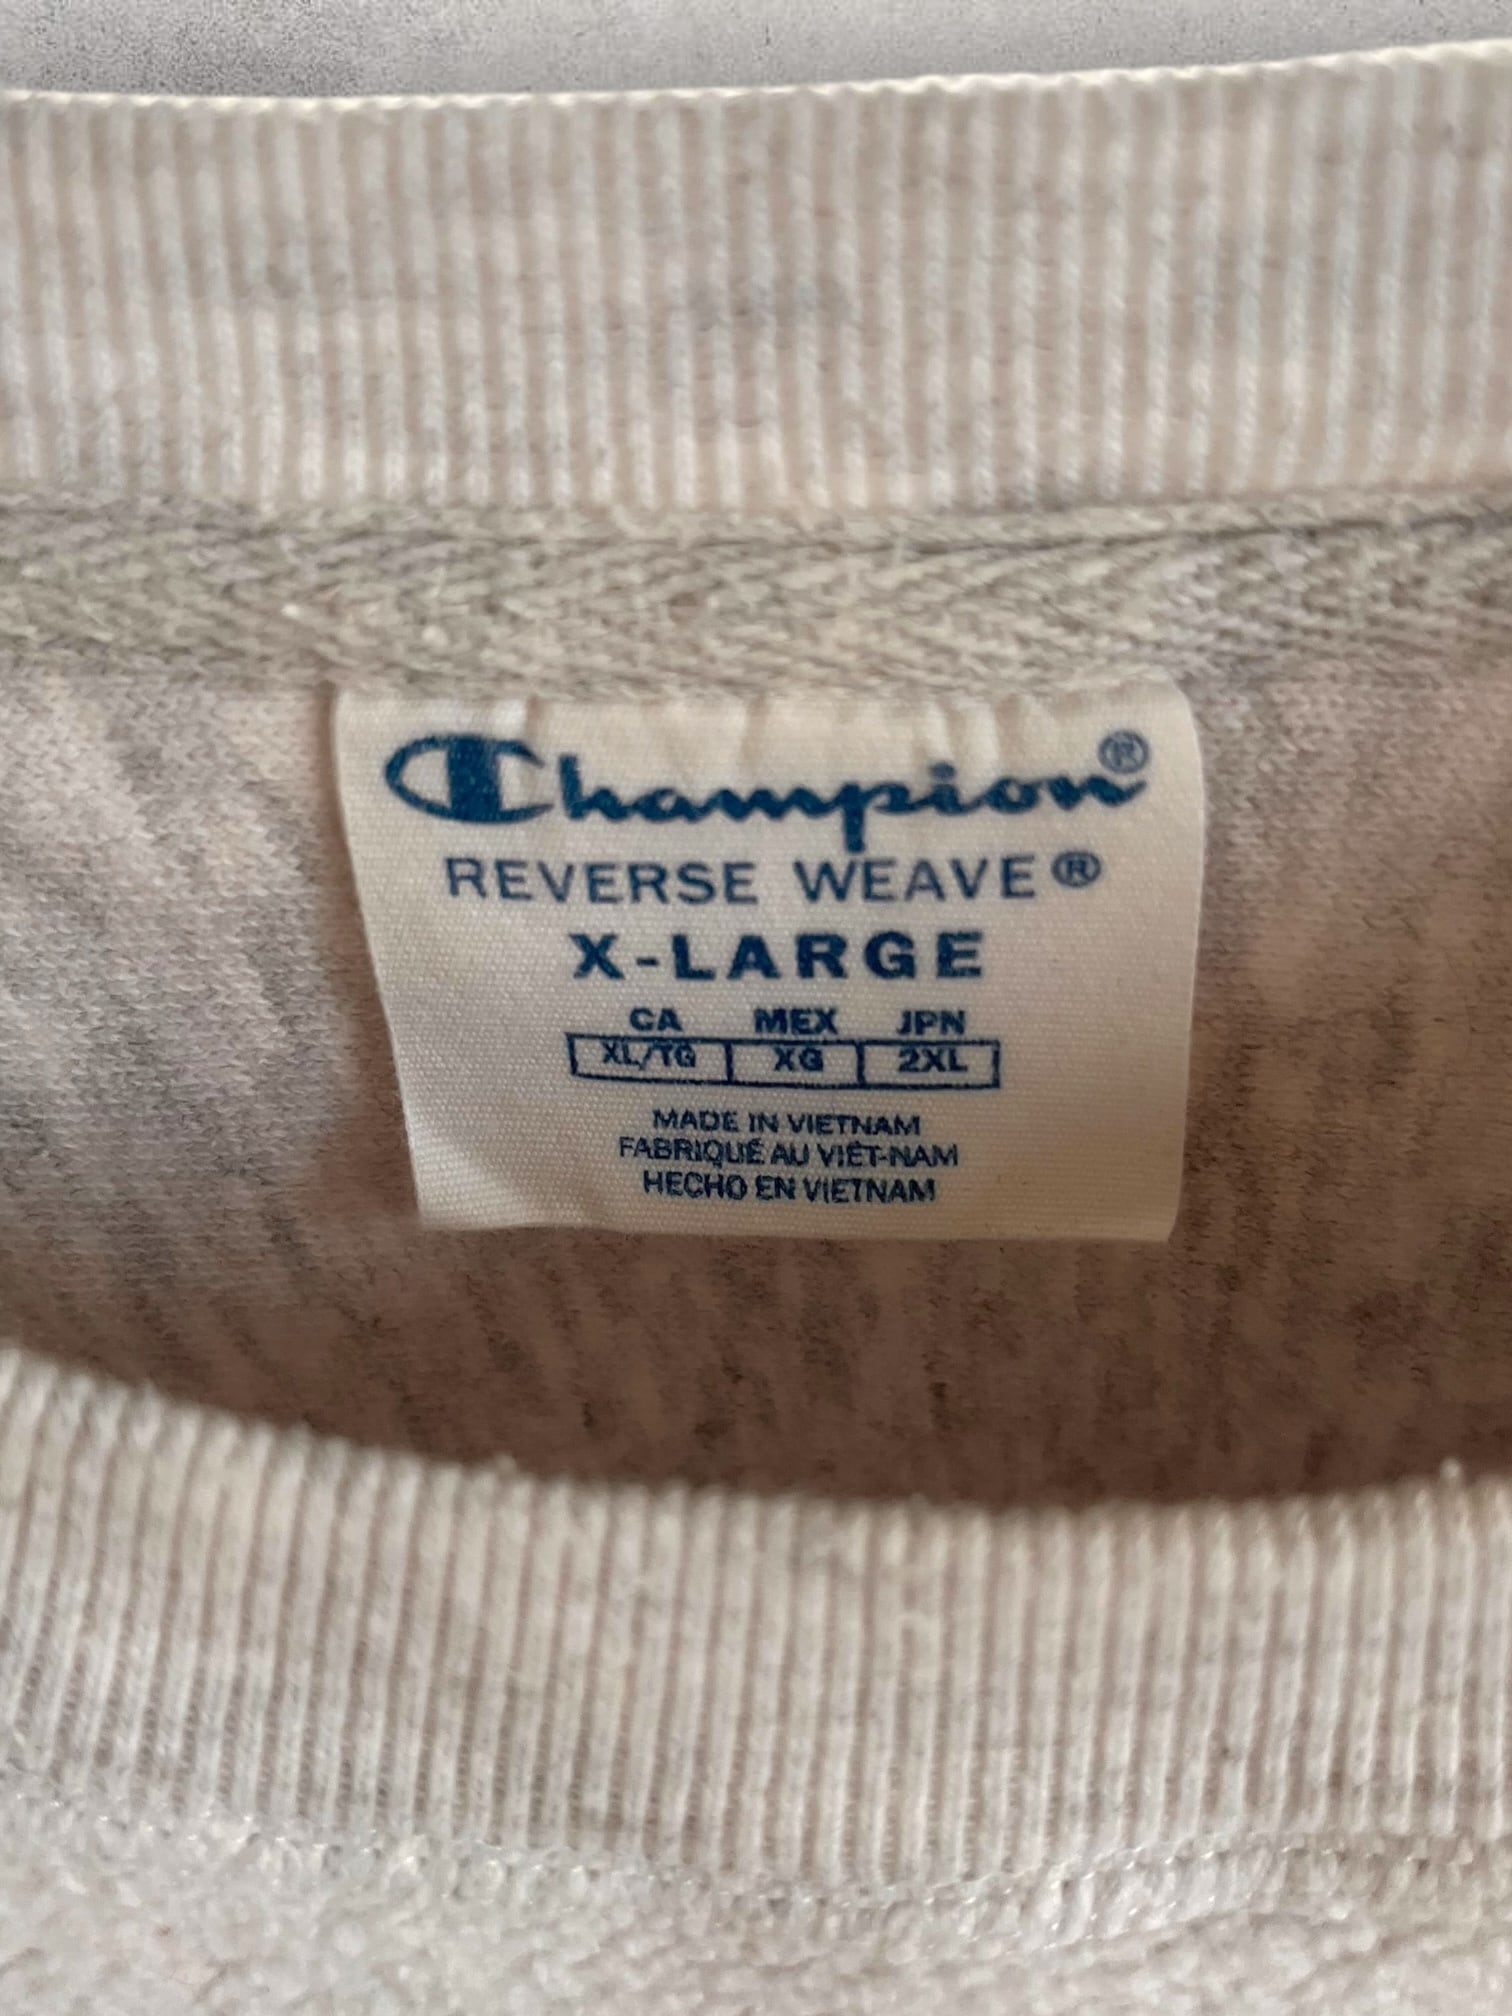 Champion®
REVERSE WEAVE®
X-LARGE
CA MEX JPN
XL/TG XG 2XL
MADE IN VIETNAM
FABRIQUÉ AU VIÊT-NAM
HECHO EN VIETNAM